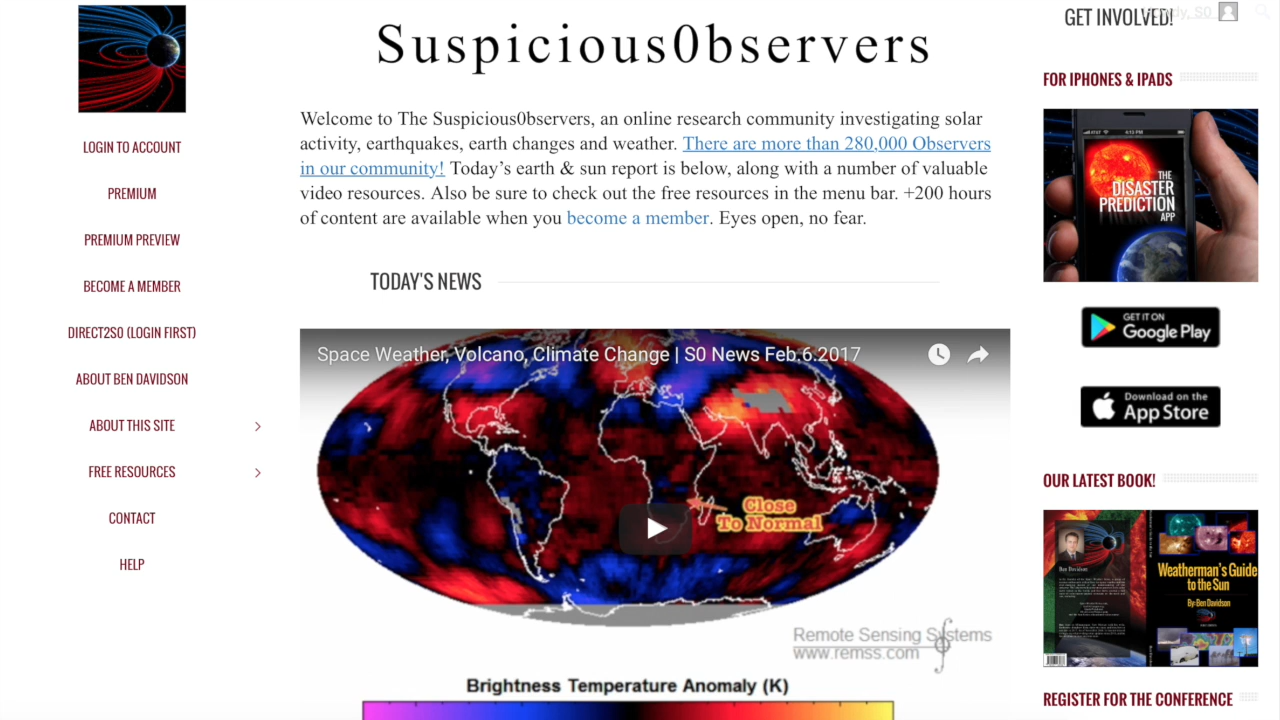 Suspicious0bservers
GET INVOLVED!
LOGIN TO ACCOUNT
PREMIUM
PREMIUM PREVIEW
BECOME A MEMBER
DIRECT2S0 (LOGIN FIRST)
ABOUT BEN DAVIDSON
ABOUT THIS SITE
FREE RESOURCES
CONTACT
HELP
Welcome to The Suspicious0bservers, an online research community investigating solar
activity, earthquakes, earth changes and weather. There are more than 280,000 Observers
in our community! Today’s earth & sun report is below, along with a number of valuable
video resources. Also be sure to check out the free resources in the menu bar. +200 hours
of content are available when you become a member. Eyes open, no fear.
TODAY'S NEWS
Space Weather, Volcano, Climate Change | S0 News Feb.6.2017
Close
To Normal
Remote Sensing Systems
www.remss.com
Brightness Temperature Anomaly (K)
FOR IPHONES & IPADS
4:13 PM
THE
DISASTER
PREDICTION
APP
GET IT ON
Google Play
Download on the
App Store
OUR LATEST BOOK!
Ben Davidson
Weatherman's Guide
to the Sun
By: Ben Davidson
REGISTER FOR THE CONFERENCE